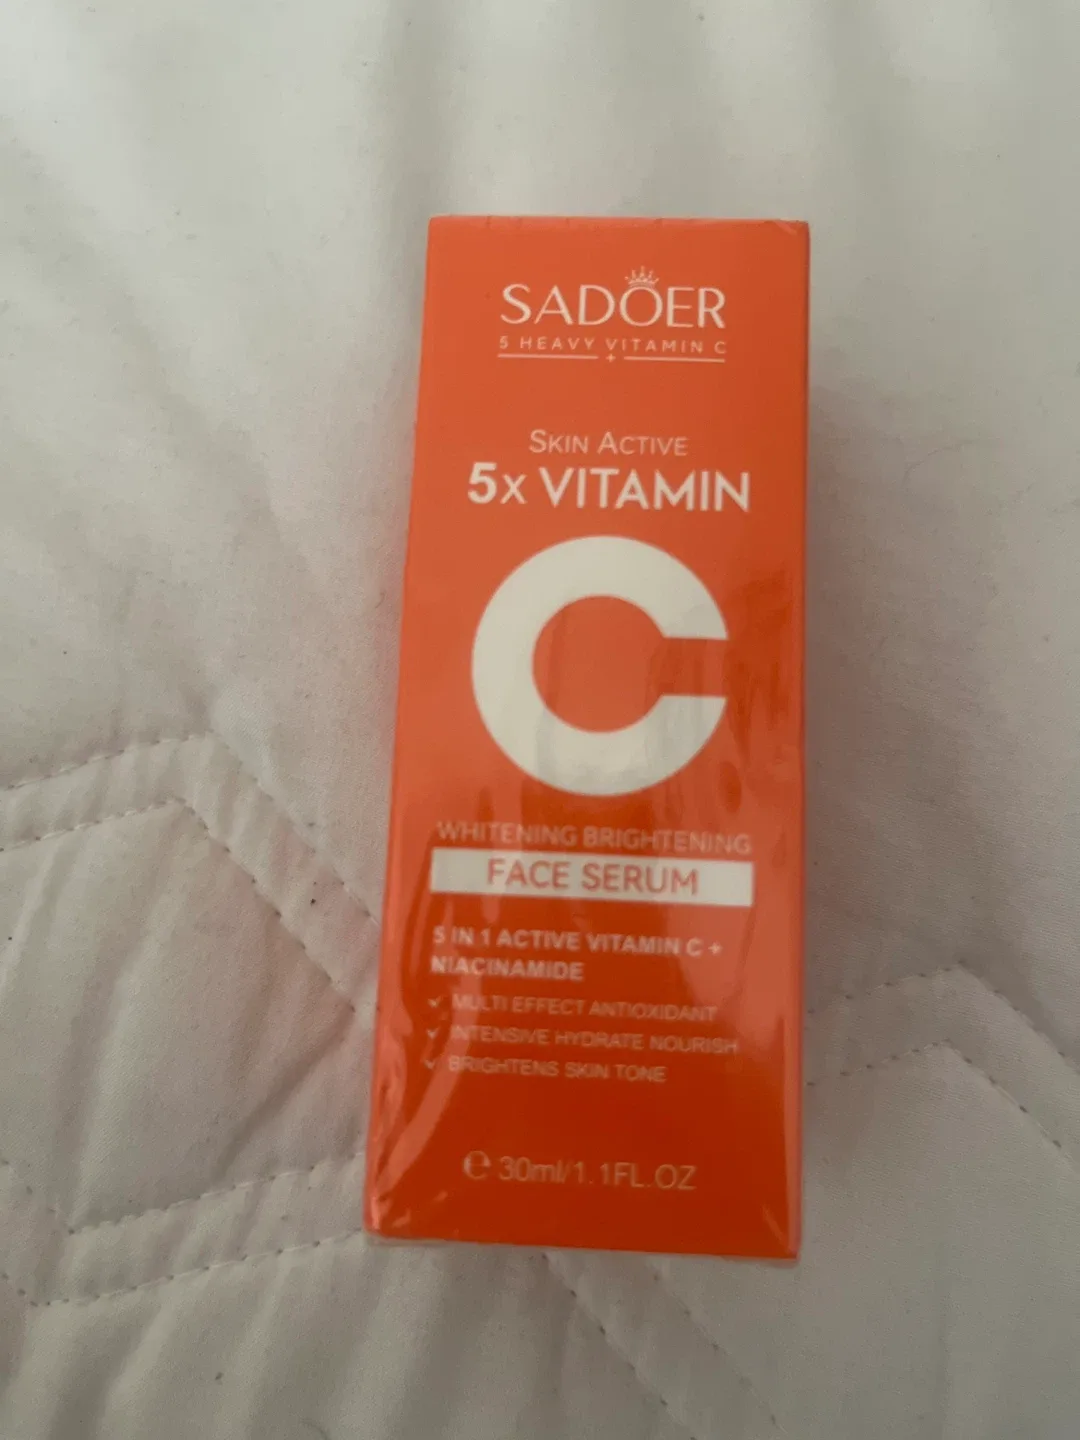 SADOER
5 HEAVY VITAMIN C
+
SKIN ACTIVE
5X VITAMIN
C
WHITENING BRIGHTENING
FACE SERUM
5 IN 1 ACTIVE VITAMIN C +
NIACINAMIDE
✓ MULTI EFFECT ANTIOXIDANT
✓ INTENSIVE HYDRATE NOURISH
✓ BRIGHTENS SKIN TONE
℮ 30ml/1.1FL.OZ